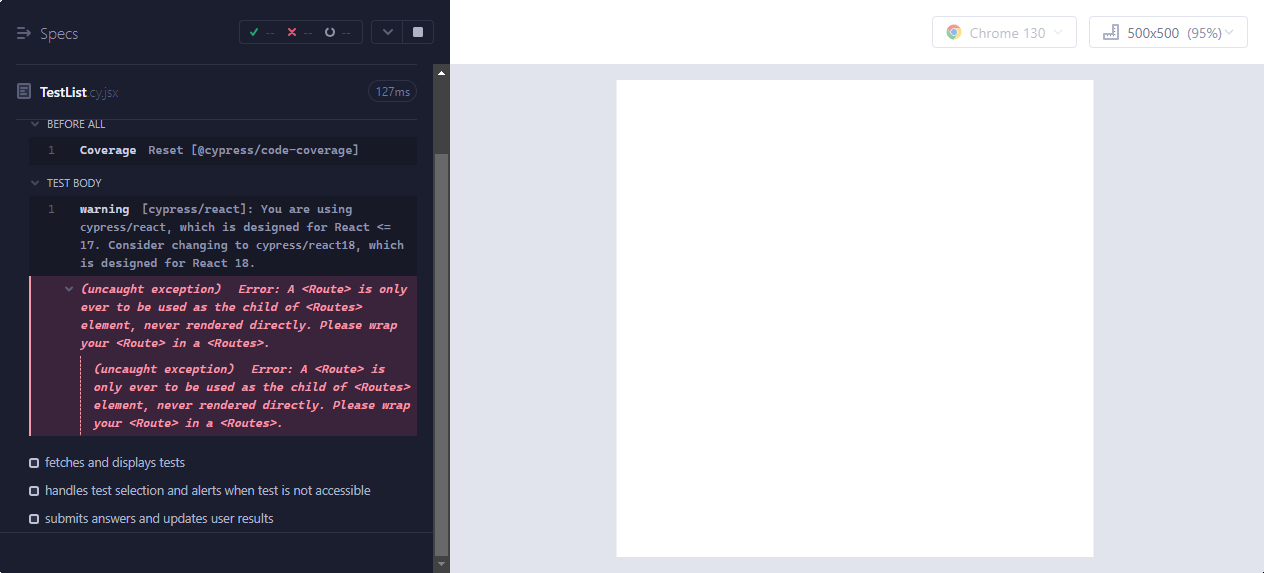 Specs
-- -- --
Chrome 130
500x500 (95%)
TestList.cy.jsx
127ms
BEFORE ALL
1 Coverage Reset [@cypress/code-coverage]
TEST BODY
1 warning [cypress/react]: You are using
cypress/react, which is designed for React <=
17. Consider changing to cypress/react18, which
is designed for React 18.
(uncaught exception) Error: A <Route> is only
ever to be used as the child of <Routes>
element, never rendered directly. Please wrap
your <Route> in a <Routes>.
(uncaught exception) Error: A <Route> is
only ever to be used as the child of <Routes>
element, never rendered directly. Please wrap
your <Route> in a <Routes>.
fetches and displays tests
handles test selection and alerts when test is not accessible
submits answers and updates user results